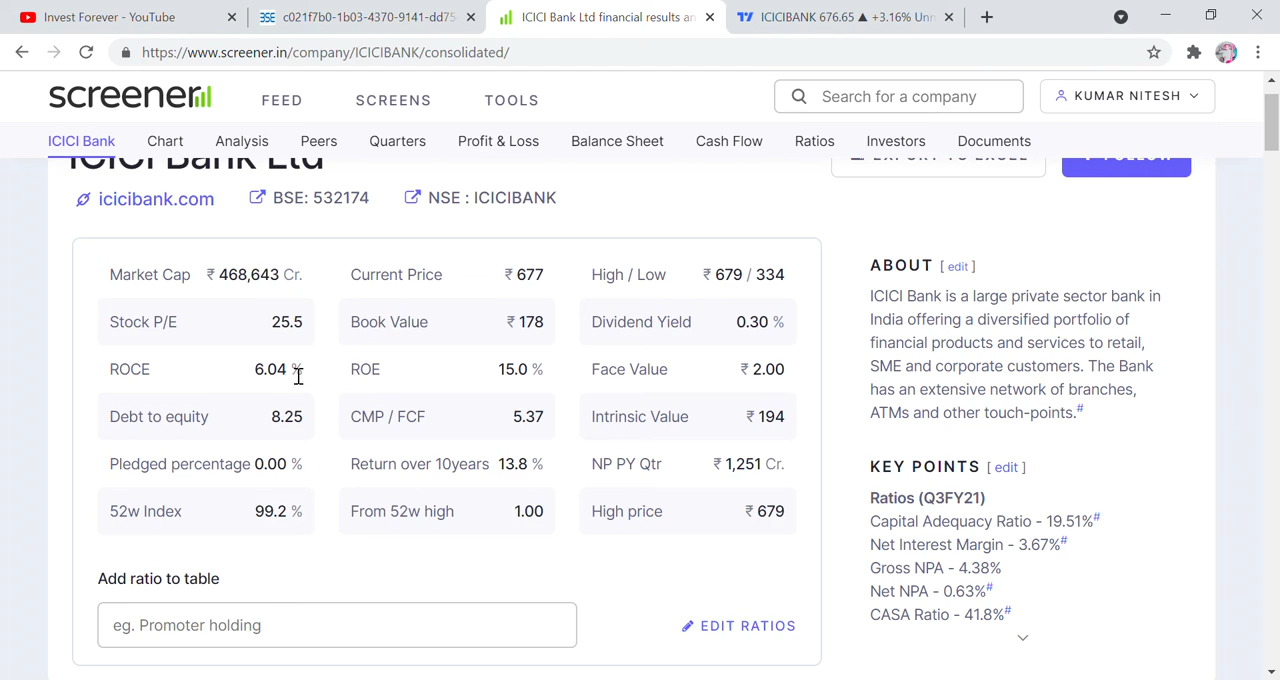 Invest Forever - YouTube
c021f7b0-1b03-4370-9141-dd75
ICICI Bank Ltd financial results an
ICICIBANK 676.65 ▲ +3.16% Unn
https://www.screener.in/company/ICICIBANK/consolidated/
screener
FEED
SCREENS
TOOLS
Search for a company
KUMAR NITESH
ICICI Bank
Chart
Analysis
Peers
Quarters
Profit & Loss
Balance Sheet
Cash Flow
Ratios
Investors
Documents
ICICI Bank Ltd
EXPORT TO EXCEL
+ FOLLOW
icicibank.com
BSE: 532174
NSE : ICICIBANK
Market Cap ₹ 468,643 Cr.
Current Price ₹ 677
High / Low ₹ 679 / 334
Stock P/E 25.5
Book Value ₹ 178
Dividend Yield 0.30 %
ROCE 6.04 %
ROE 15.0 %
Face Value ₹ 2.00
Debt to equity 8.25
CMP / FCF 5.37
Intrinsic Value ₹ 194
Pledged percentage 0.00 %
Return over 10years 13.8 %
NP PY Qtr ₹ 1,251 Cr.
52w Index 99.2 %
From 52w high 1.00
High price ₹ 679
Add ratio to table
eg. Promoter holding
EDIT RATIOS
ABOUT [ edit ]
ICICI Bank is a large private sector bank in
India offering a diversified portfolio of
financial products and services to retail,
SME and corporate customers. The Bank
has an extensive network of branches,
ATMs and other touch-points.#
KEY POINTS [ edit ]
Ratios (Q3FY21)
Capital Adequacy Ratio - 19.51%#
Net Interest Margin - 3.67%#
Gross NPA - 4.38%
Net NPA - 0.63%#
CASA Ratio - 41.8%#